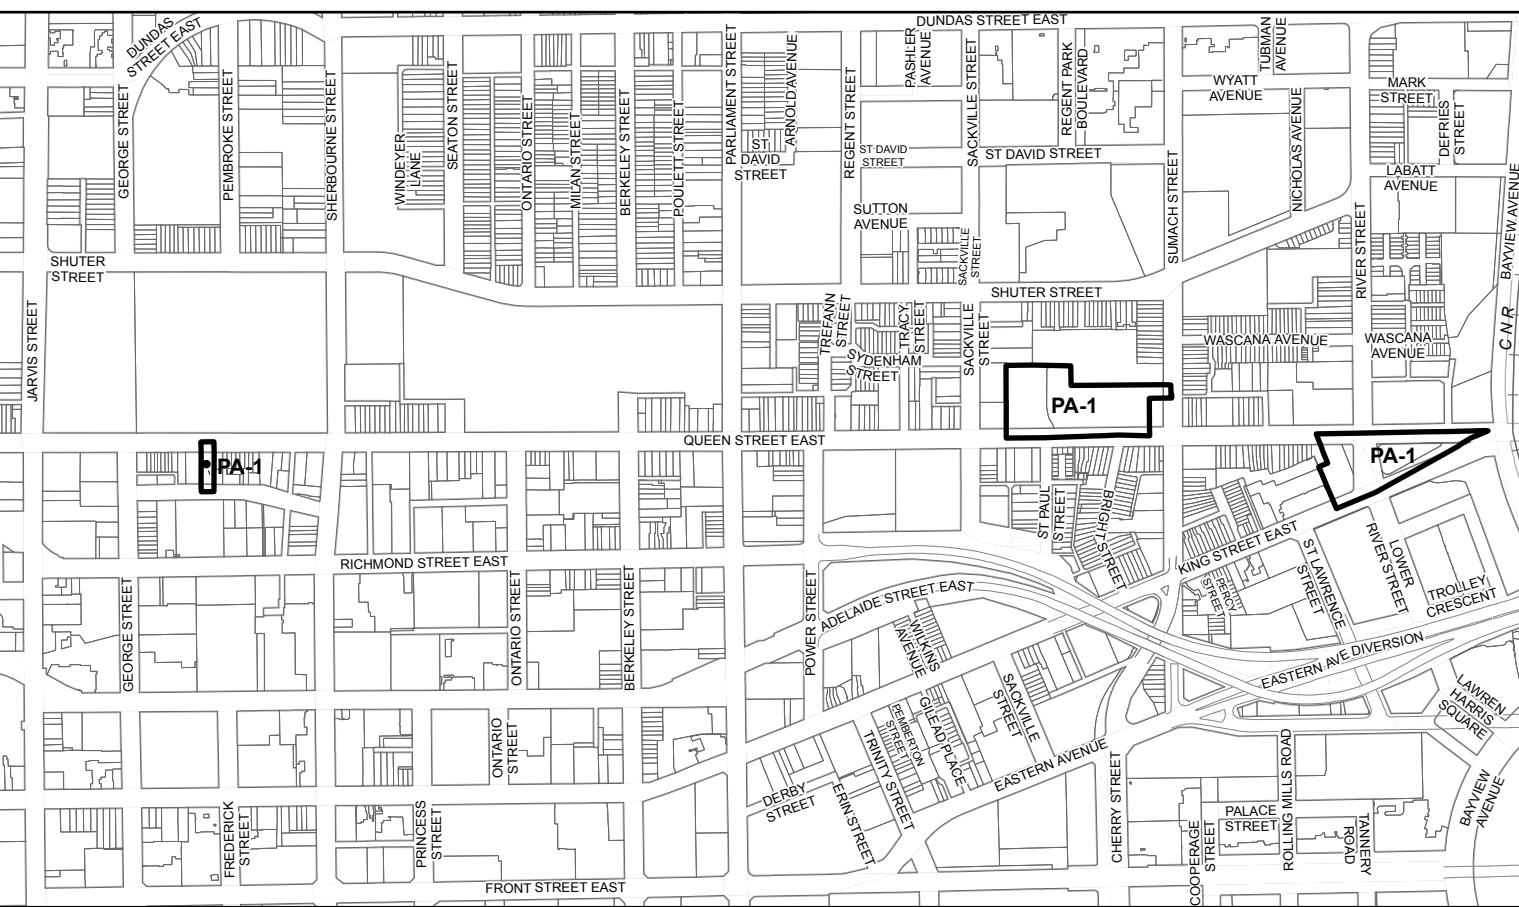 DUNDAS
STREET EAST
DUNDAS STREET EAST
GEORGE STREET
PEMBROKE STREET
SHERBOURNE STREET
WINDEYER
LANE
SEATON STREET
ONTARIO STREET
MILAN STREET
BERKELEY STREET
POULETT STREET
PARLIAMENT STREET
ST
DAVID
STREET
ARNOLD AVENUE
REGENT STREET
PASHLER
AVENUE
SACKVILLE STREET
REGENT PARK
BOULEVARD
TUBMAN
AVENUE
WYATT
AVENUE
MARK
STREET
DEFRIES
STREET
ST DAVID
STREET
ST DAVID STREET
NICHOLAS AVENUE
LABATT
AVENUE
BAYVIEW AVENUE
SUMACH STREET
SUTTON
AVENUE
SACKVILLE
STREET
RIVER STREET
SHUTER
STREET
SHUTER STREET
C N R
JARVIS STREET
TREFANN
STREET
TRACY
STREET
SACKVILLE
STREET
SYDENHAM
STREET
WASCANA AVENUE
WASCANA
AVENUE
PA-1
QUEEN STREET EAST
PA-1
PA-1
ST PAUL
STREET
BRIGHT STREET
KING STREET EAST
ST LAWRENCE
STREET
LOWER
RIVER STREET
RICHMOND STREET EAST
GEORGE STREET
ONTARIO STREET
BERKELEY STREET
POWER STREET
ADELAIDE STREET EAST
WILKINS
AVENUE
PERCY
STREET
TROLLEY
CRESCENT
EASTERN AVE DIVERSION
SACKVILLE
STREET
LAWREN
HARRIS
SQUARE
ONTARIO
STREET
PEMBERTON
STREET
GILEAD PLACE
TRINITY STREET
EASTERN AVENUE
DERBY
STREET
ERIN STREET
CHERRY STREET
ROLLING MILLS ROAD
BAYVIEW
AVENUE
FREDERICK
STREET
PRINCESS
STREET
COOPERAGE
STREET
PALACE
STREET
TANNERY
ROAD
FRONT STREET EAST